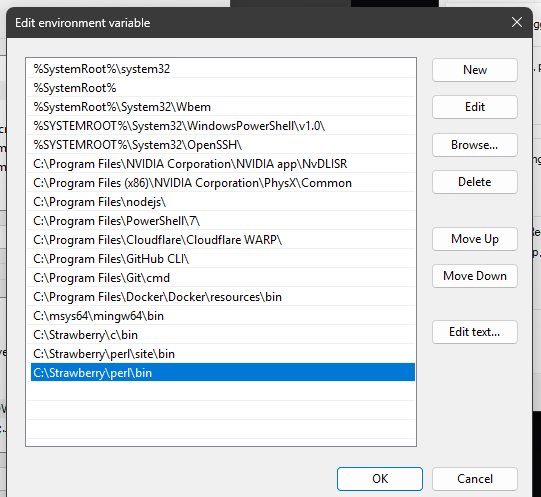 Edit environment variable
%SystemRoot%\system32
%SystemRoot%
%SystemRoot%\System32\Wbem
%SYSTEMROOT%\System32\WindowsPowerShell\v1.0\
%SYSTEMROOT%\System32\OpenSSH\
C:\Program Files\NVIDIA Corporation\NVIDIA app\NvDLISR
C:\Program Files (x86)\NVIDIA Corporation\PhysX\Common
C:\Program Files\nodejs\
C:\Program Files\PowerShell\7\
C:\Program Files\Cloudflare\Cloudflare WARP\
C:\Program Files\GitHub CLI\
C:\Program Files\Git\cmd
C:\Program Files\Docker\Docker\resources\bin
C:\msys64\mingw64\bin
C:\Strawberry\c\bin
C:\Strawberry\perl\site\bin
C:\Strawberry\perl\bin
New
Edit
Browse...
Delete
Move Up
Move Down
Edit text...
OK
Cancel